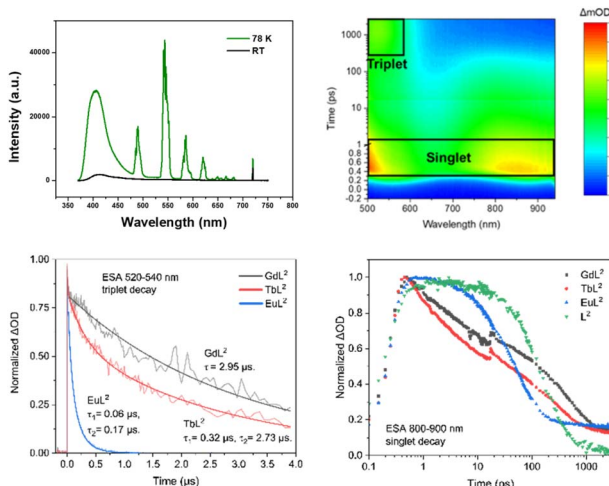 78 K
RT
Intensity (a.u.)
40000
20000
0
350 400 450 500 550 600 650 700 750 800
Wavelength (nm)
ΔmOD
Triplet
Singlet
Time (ps)
1000
100
10
1
1.2
1.0
0.8
0.6
0.4
0.2
-0.4
500 600 700 800 900
Wavelength (nm)
1.00
0.75
0.50
0.25
0.00
Normalized ΔOD
ESA 520-540 nm
triplet decay
GdL²
TbL²
EuL²
GdL²
τ = 2.95 μs.
EuL²
τ₁ = 0.06 μs,
τ₂ = 0.17 μs.
TbL²
τ₁ = 0.32 μs, τ₂= 2.73 μs.
0.0 0.5 1.0 1.5 2.0 2.5 3.0 3.5 4.0
Time (μs)
1.0
0.8
0.6
0.4
0.2
0.0
Normalized ΔOD
GdL²
TbL²
EuL²
L²
ESA 800-900 nm
singlet decay
0.1 1 10 100 1000
Time (ps)